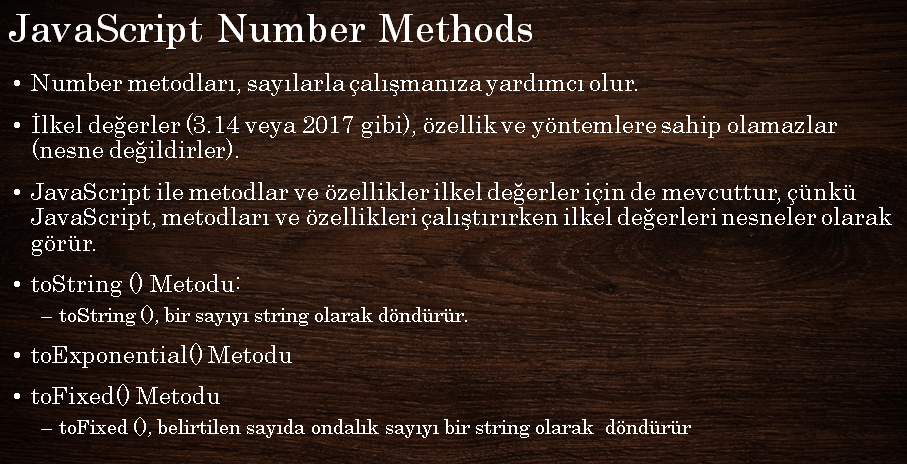 JavaScript Number Methods
• Number metodları, sayılarla çalışmanıza yardımcı olur.
• İlkel değerler (3.14 veya 2017 gibi), özellik ve yöntemlere sahip olamazlar
(nesne değildirler).
• JavaScript ile metodlar ve özellikler ilkel değerler için de mevcuttur, çünkü
JavaScript, metodları ve özellikleri çalıştırırken ilkel değerleri nesneler olarak
görür.
• toString () Metodu:
– toString (), bir sayıyı string olarak döndürür.
• toExponential() Metodu
• toFixed() Metodu
– toFixed (), belirtilen sayıda ondalık sayıyı bir string olarak döndürür